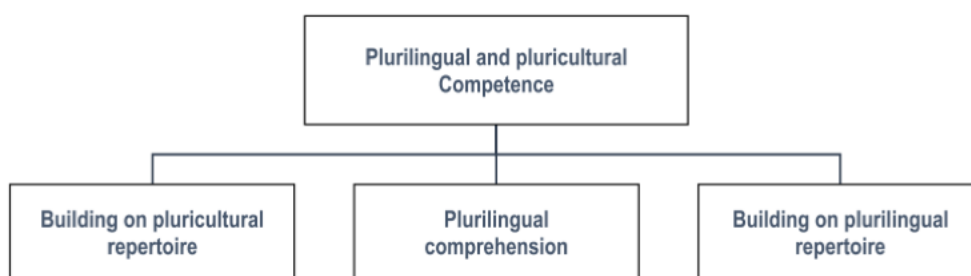 Plurilingual and pluricultural
Competence
Building on pluricultural
repertoire
Plurilingual
comprehension
Building on plurilingual
repertoire